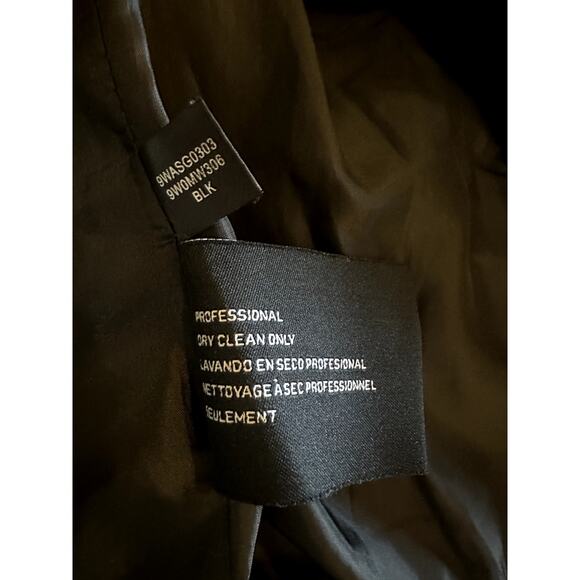 9WASG0303
9W0MW306
BLK
PROFESSIONAL
DRY CLEAN ONLY
LAVANDO EN SECO PROFESIONAL
NETTOYAGE À SEC PROFESSIONNEL
SEULEMENT